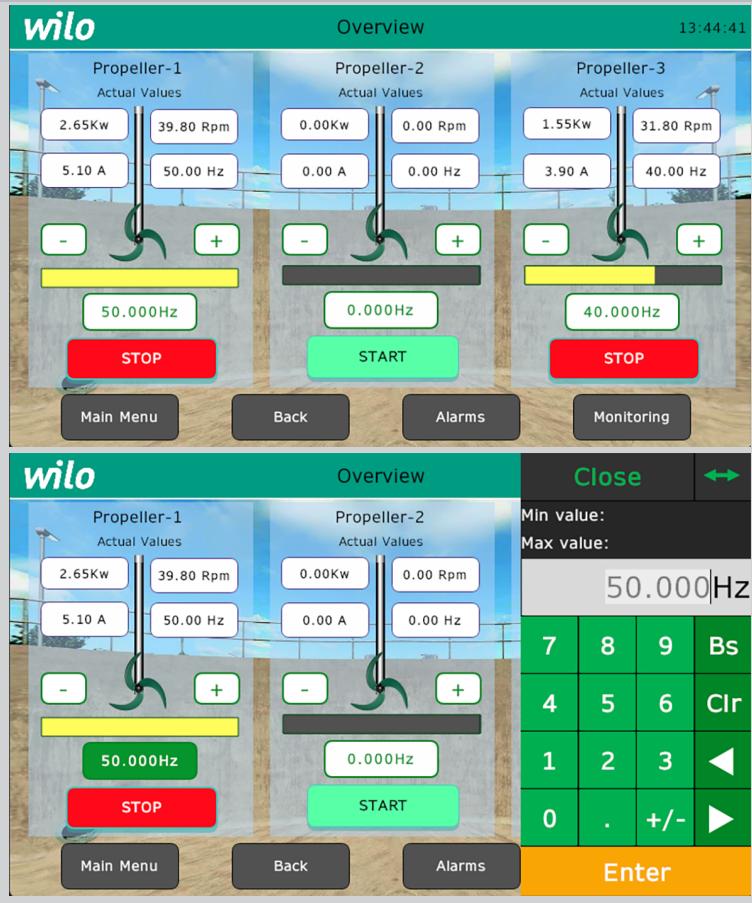 wilo
Overview
13:44:41
Propeller-1
Actual Values
2.65Kw
39.80 Rpm
5.10 A
50.00 Hz
-
+
50.000Hz
STOP
Propeller-2
Actual Values
0.00Kw
0.00 Rpm
0.00 A
0.00 Hz
-
+
0.000Hz
START
Propeller-3
Actual Values
1.55Kw
31.80 Rpm
3.90 A
40.00 Hz
-
+
40.000Hz
STOP
Main Menu
Back
Alarms
Monitoring
wilo
Overview
Propeller-1
Actual Values
2.65Kw
39.80 Rpm
5.10 A
50.00 Hz
-
+
50.000Hz
STOP
Propeller-2
Actual Values
0.00Kw
0.00 Rpm
0.00 A
0.00 Hz
-
+
0.000Hz
START
Main Menu
Back
Alarms
Close
Min value:
Max value:
50.000Hz
7 8 9 Bs
4 5 6 Clr
1 2 3
0 . +/-
Enter